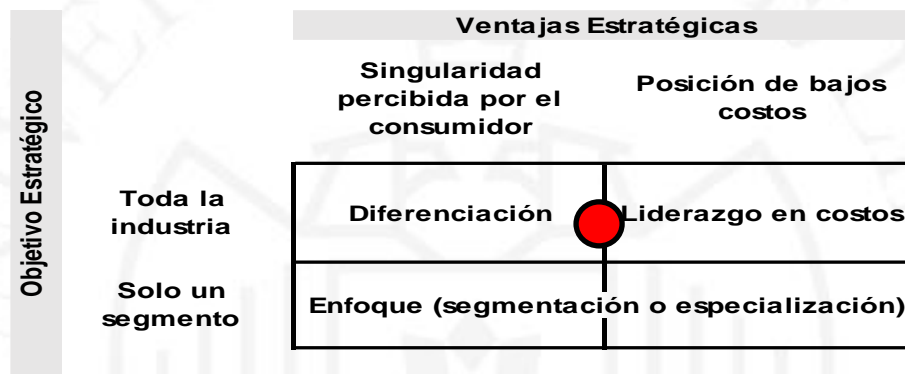 Ventajas Estratégicas
Singularidad
percibida por el
consumidor
Posición de bajos
costos
Objetivo Estratégico
Toda la
industria
Diferenciación
Liderazgo en costos
Solo un
segmento
Enfoque (segmentación o especialización)